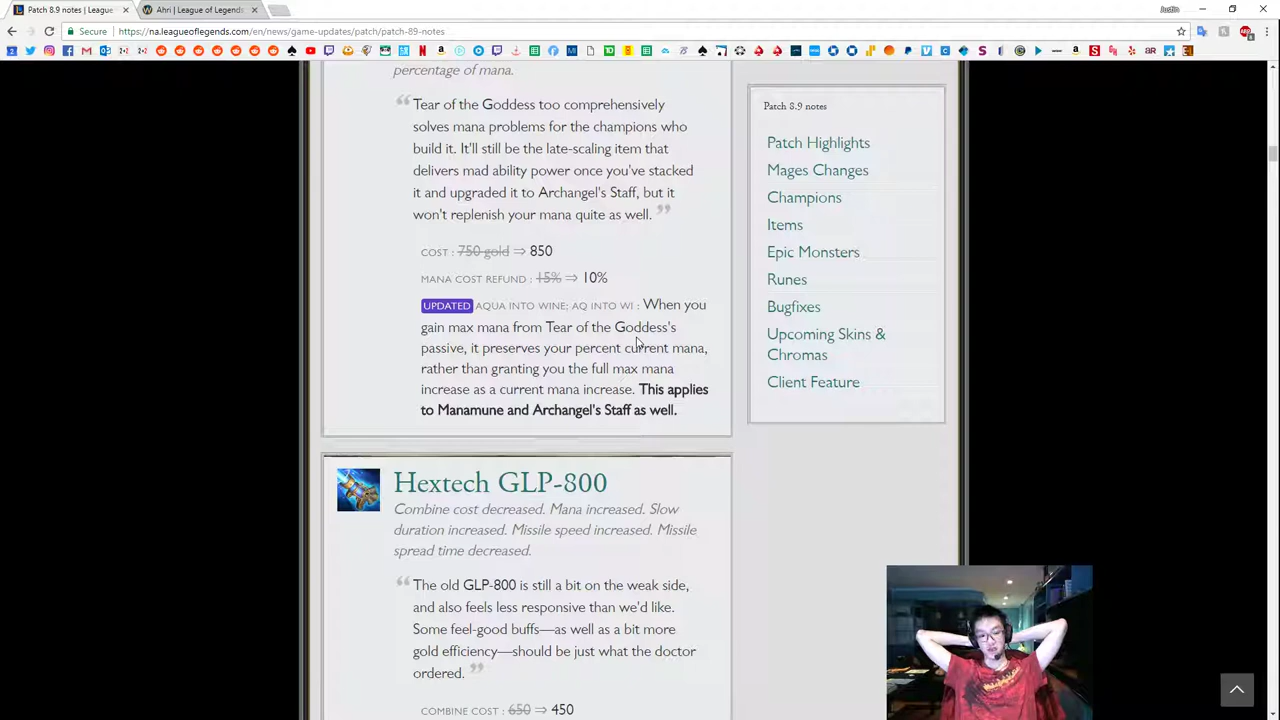 Patch 8.9 notes | League
Ahri | League of Legends
Justin
Secure
https://na.leagueoflegends.com/en/news/game-updates/patch/patch-89-notes
percentage of mana.
Tear of the Goddess too comprehensively
solves mana problems for the champions who
build it. It'll still be the late-scaling item that
delivers mad ability power once you've stacked
it and upgraded it to Archangel's Staff, but it
won't replenish your mana quite as well.
COST : 750 gold ⇒ 850
MANA COST REFUND : 15% ⇒ 10%
UPDATED AQUA INTO WINE; AQ INTO WI : When you
gain max mana from Tear of the Goddess's
passive, it preserves your percent current mana,
rather than granting you the full max mana
increase as a current mana increase. This applies
to Manamune and Archangel's Staff as well.
Hextech GLP-800
Combine cost decreased. Mana increased. Slow
duration increased. Missile speed increased. Missile
spread time decreased.
The old GLP-800 is still a bit on the weak side,
and also feels less responsive than we'd like.
Some feel-good buffs—as well as a bit more
gold efficiency—should be just what the doctor
ordered.
COMBINE COST : 650 ⇒ 450
Patch 8.9 notes
Patch Highlights
Mages Changes
Champions
Items
Epic Monsters
Runes
Bugfixes
Upcoming Skins &
Chromas
Client Feature